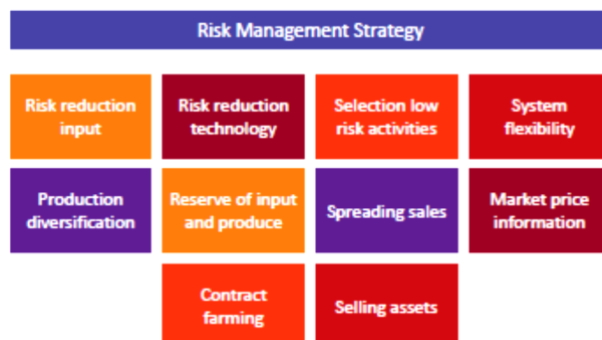 Risk Management Strategy
Risk reduction
input
Risk reduction
technology
Selection low
risk activities
System
flexibility
Production
diversification
Reserve of input
and produce
Spreading sales
Market price
information
Contract
farming
Selling assets